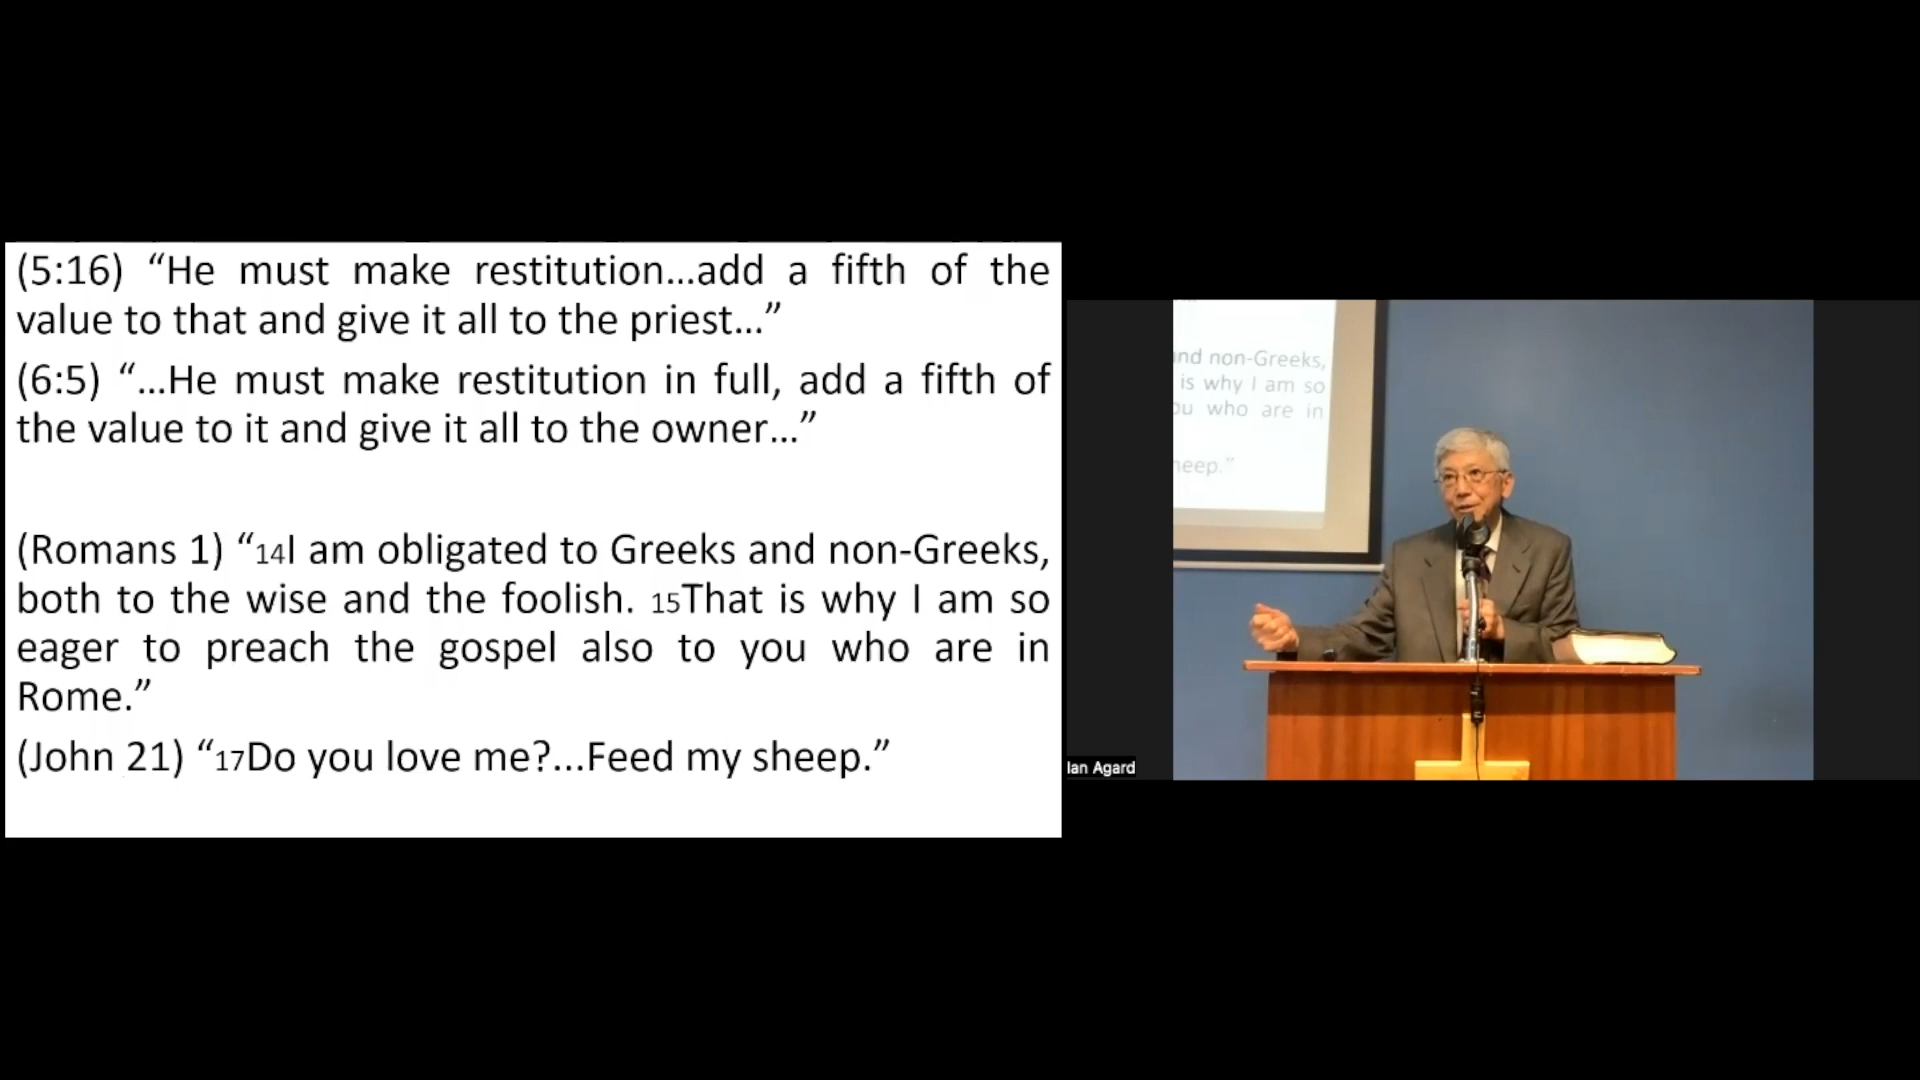 (5:16) “He must make restitution…add a fifth of the
value to that and give it all to the priest…”
(6:5) “…He must make restitution in full, add a fifth of
the value to it and give it all to the owner…”
(Romans 1) “14I am obligated to Greeks and non-Greeks,
both to the wise and the foolish. 15That is why I am so
eager to preach the gospel also to you who are in
Rome.”
(John 21) “17Do you love me?...Feed my sheep.”
and non-Greeks,
is why I am so
who are in
Ian Agard